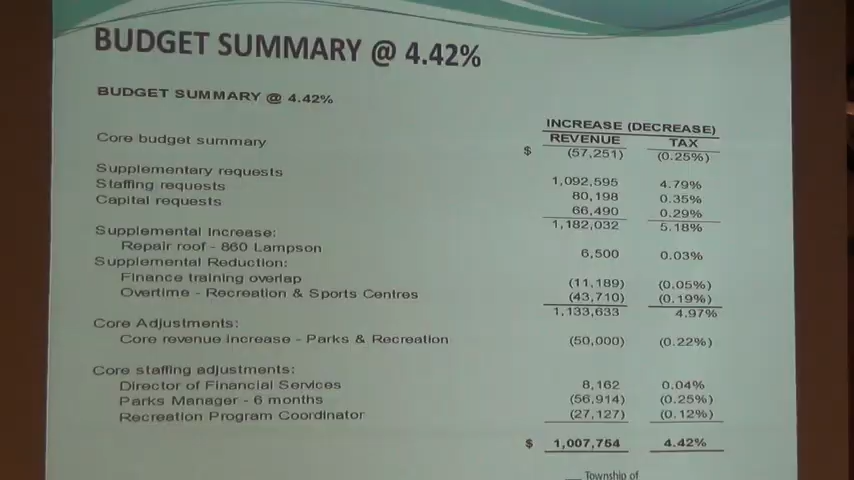 BUDGET SUMMARY @ 4.42%
BUDGET SUMMARY @ 4.42%
INCREASE (DECREASE)
REVENUE TAX
Core budget summary $ (57,251) (0.25%)
Supplementary requests 1,092,595 4.79%
Staffing requests 80,198 0.35%
Capital requests 66,490 0.29%
1,182,032 5.18%
Supplemental Increase:
Repair roof - 860 Lampson 6,500 0.03%
Supplemental Reduction:
Finance training overlap (11,189) (0.05%)
Overtime - Recreation & Sports Centres (43,710) (0.19%)
1,133,633 4.97%
Core Adjustments:
Core revenue increase - Parks & Recreation (50,000) (0.22%)
Core staffing adjustments:
Director of Financial Services 8,162 0.04%
Parks Manager - 6 months (56,914) (0.25%)
Recreation Program Coordinator (27,127) (0.12%)
$ 1,007,754 4.42%
Township of